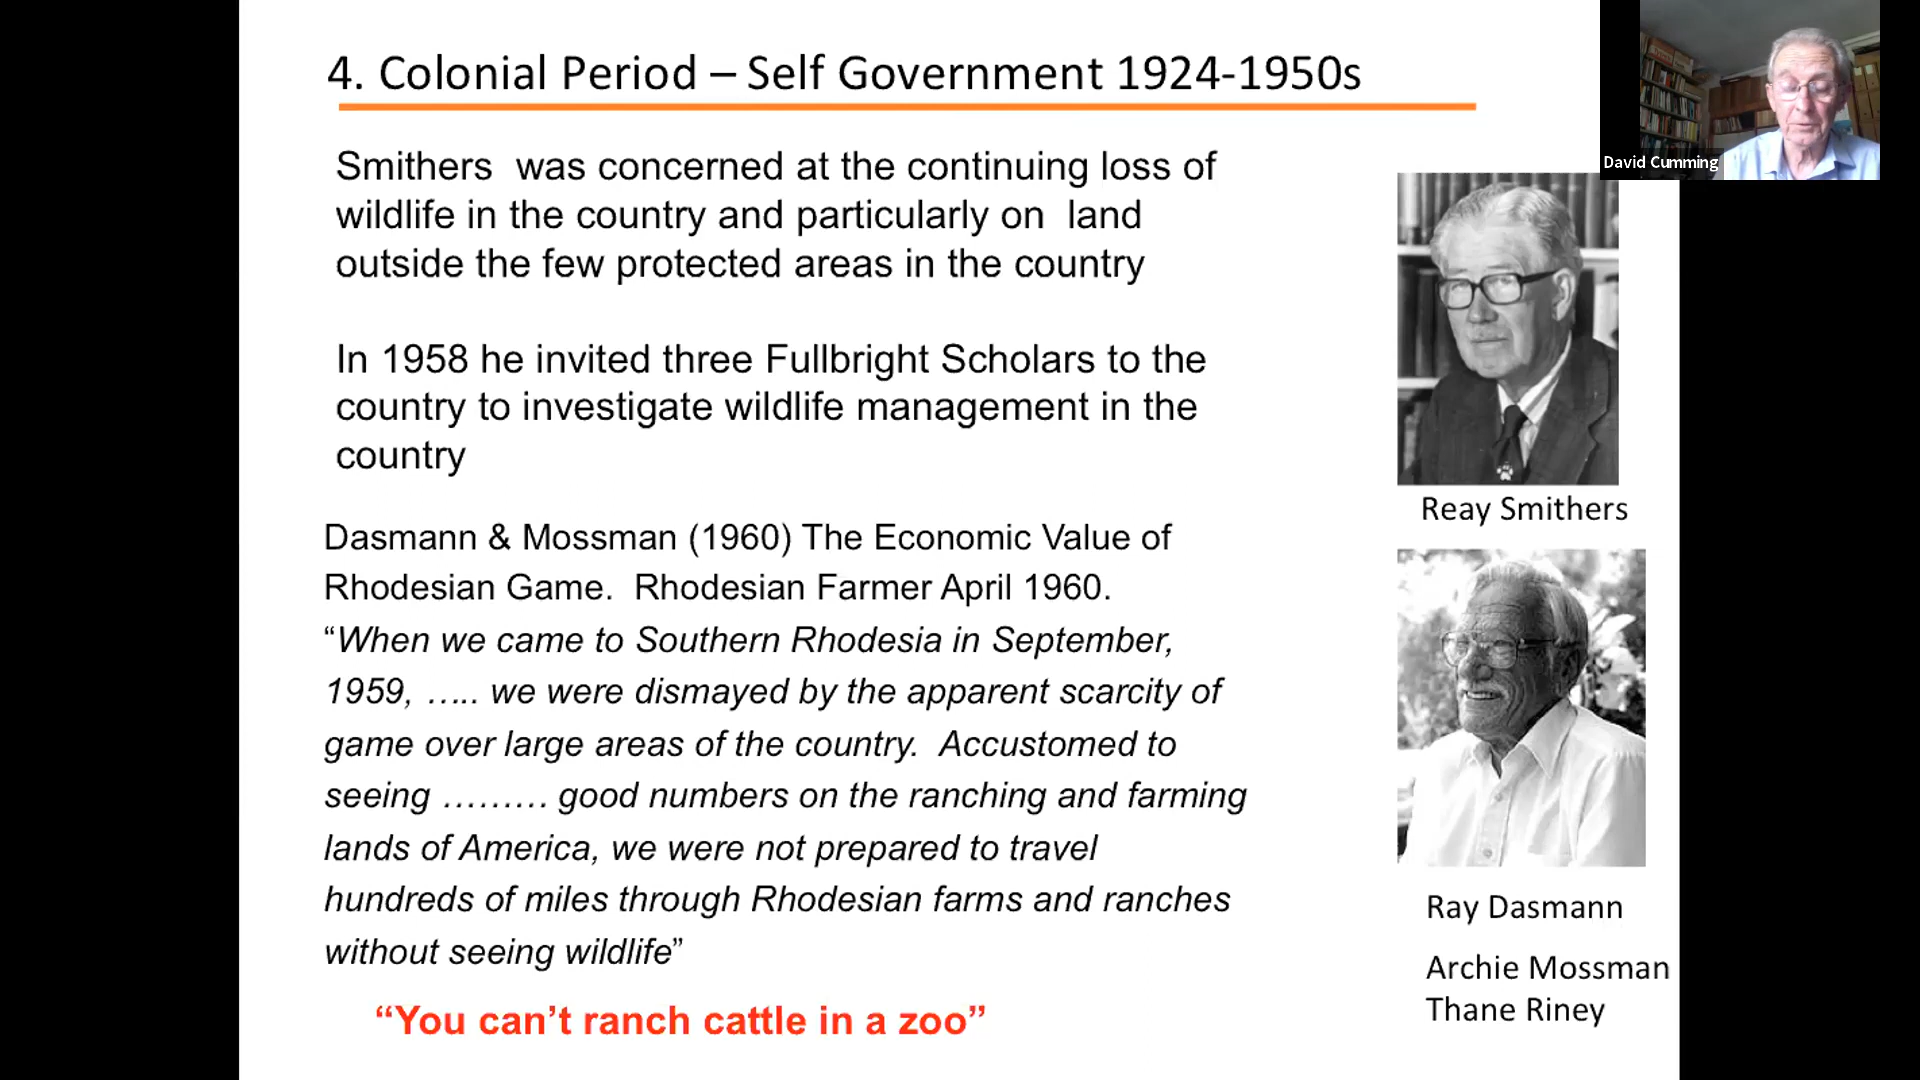 4. Colonial Period – Self Government 1924-1950s
David Cumming
Smithers  was concerned at the continuing loss of
wildlife in the country and particularly on  land
outside the few protected areas in the country
In 1958 he invited three Fullbright Scholars to the
country to investigate wildlife management in the
country
Reay Smithers
Dasmann & Mossman (1960) The Economic Value of
Rhodesian Game.  Rhodesian Farmer April 1960.
“When we came to Southern Rhodesia in September,
1959, ….. we were dismayed by the apparent scarcity of
game over large areas of the country.  Accustomed to
seeing ……… good numbers on the ranching and farming
lands of America, we were not prepared to travel
hundreds of miles through Rhodesian farms and ranches
without seeing wildlife”
“You can’t ranch cattle in a zoo”
Ray Dasmann
Archie Mossman
Thane Riney